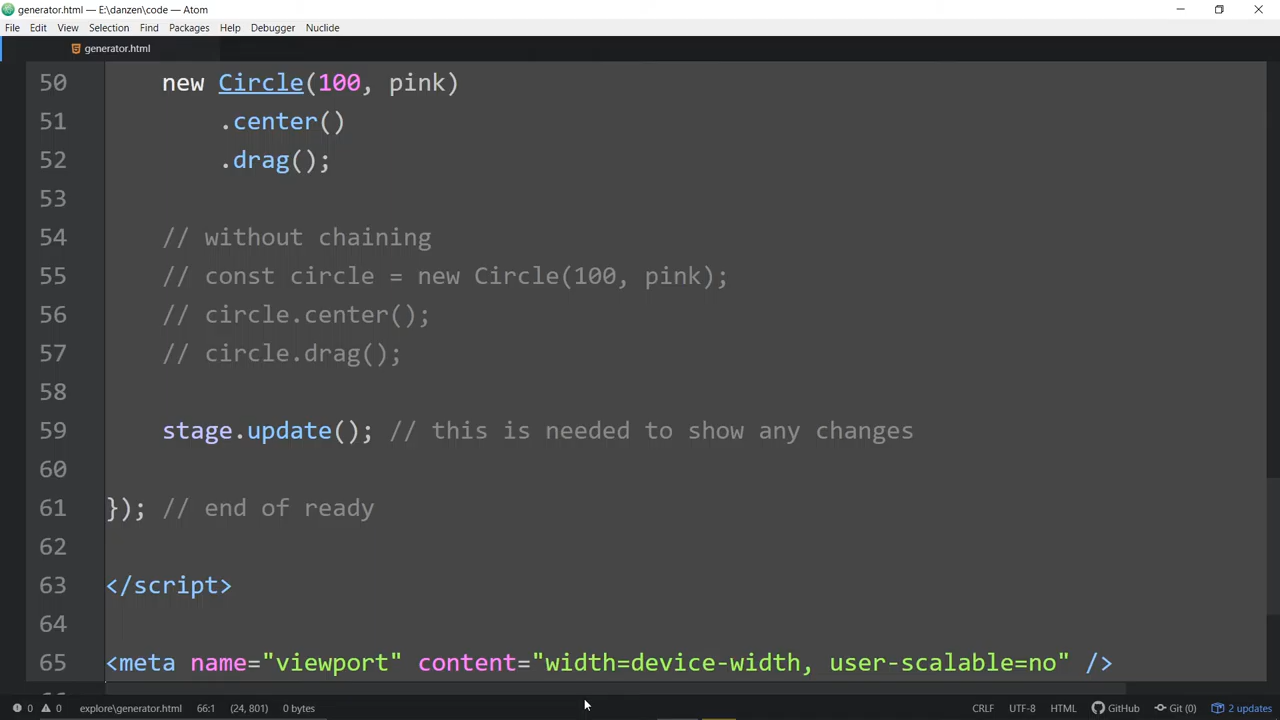 generator.html — E:\danzen\code — Atom
File Edit View Selection Find Packages Help Debugger Nuclide
generator.html
50 new Circle(100, pink)
51 .center()
52 .drag();
53
54 // without chaining
55 // const circle = new Circle(100, pink);
56 // circle.center();
57 // circle.drag();
58
59 stage.update(); // this is needed to show any changes
60
61 }); // end of ready
62
63 </script>
64
65 <meta name="viewport" content="width=device-width, user-scalable=no" />
66
0 0 explore\generator.html 66:1 (24, 801) 0 bytes CRLF UTF-8 HTML GitHub Git (0) 2 updates